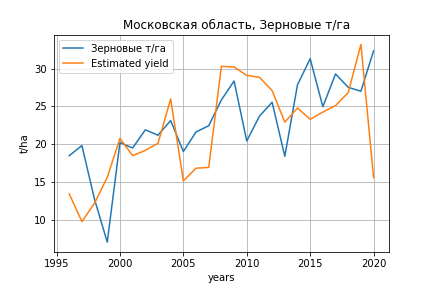 Московская область, Зерновые т/га
Зерновые т/га
Estimated yield
30
25
20
15
10
t/ha
1995 2000 2005 2010 2015 2020
years